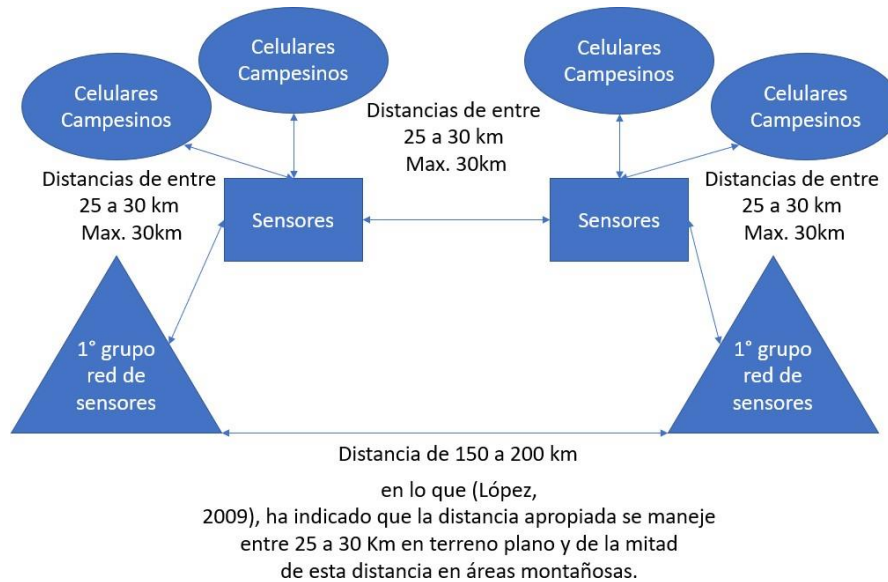 Celulares
Campesinos
Celulares
Campesinos
Celulares
Campesinos
Celulares
Campesinos
Distancias de entre
25 a 30 km
Max. 30km
Distancias de entre
25 a 30 km
Max. 30km
Sensores
Sensores
Distancias de entre
25 a 30 km
Max. 30km
1° grupo
red de
sensores
1° grupo
red de
sensores
Distancia de 150 a 200 km
en lo que (López,
2009), ha indicado que la distancia apropiada se maneje
entre 25 a 30 Km en terreno plano y de la mitad
de esta distancia en áreas montañosas.